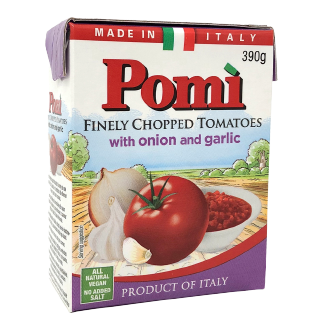 MADE IN ITALY
390g
Pomì
FINELY CHOPPED TOMATOES
with onion and garlic
ALL
NATURAL
VEGAN
NO ADDED
SALT
PRODUCT OF ITALY